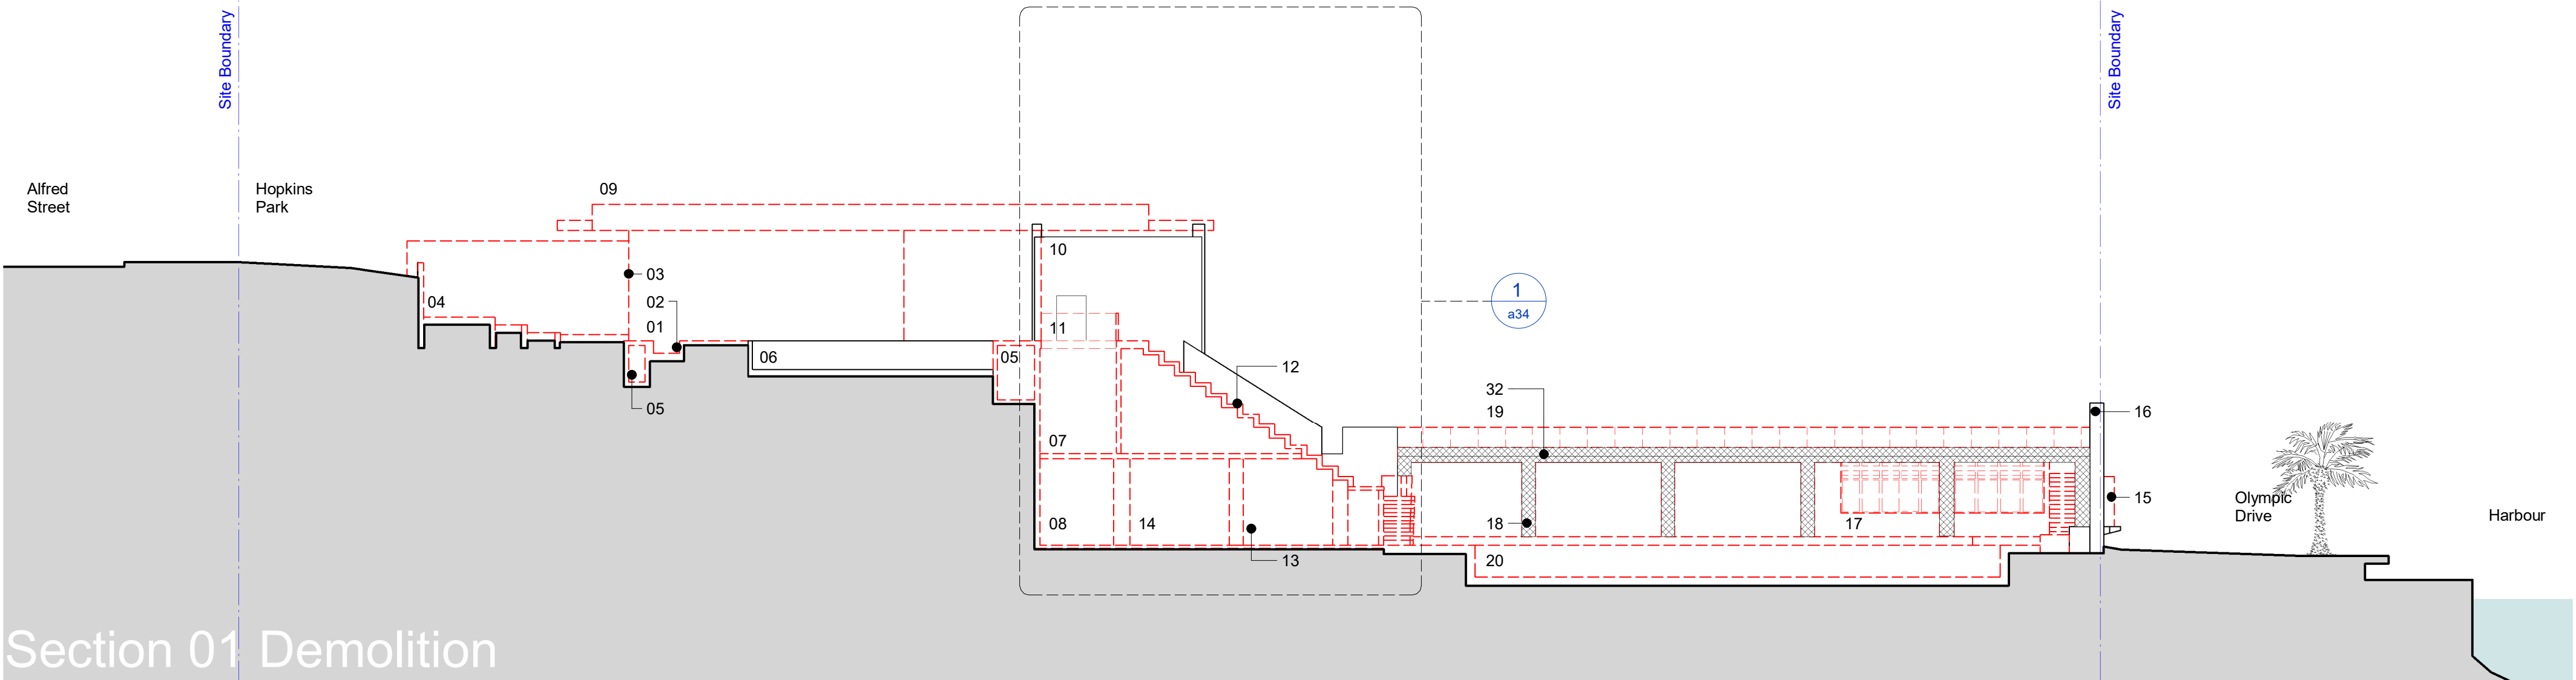 Site Boundary
Site Boundary
Alfred
Street
Hopkins
Park
09
10
03
04
02
01
11
06
05
05
12
1
a34
32
19
16
07
08
14
13
18
17
15
20
Olympic
Drive
Harbour
Section 01 Demolition